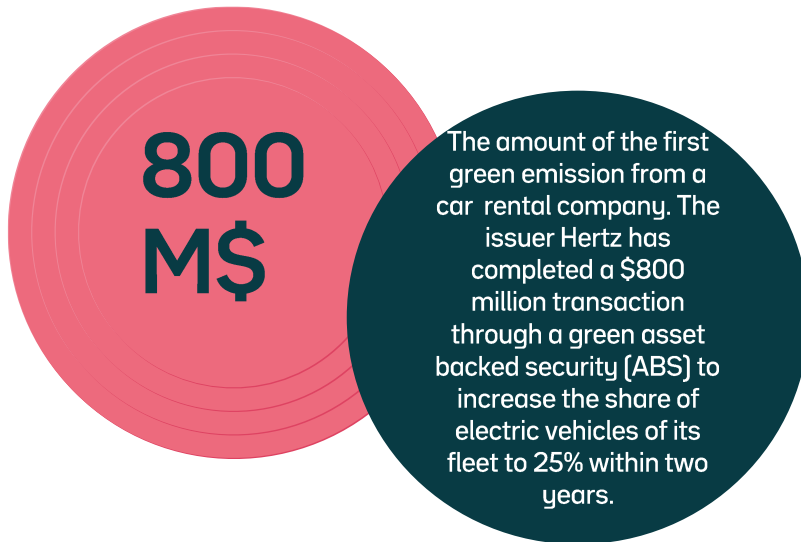 800
M$
The amount of the first
green emission from a
car rental company. The
issuer Hertz has
completed a $800
million transaction
through a green asset
backed security (ABS) to
increase the share of
electric vehicles of its
fleet to 25% within two
years.